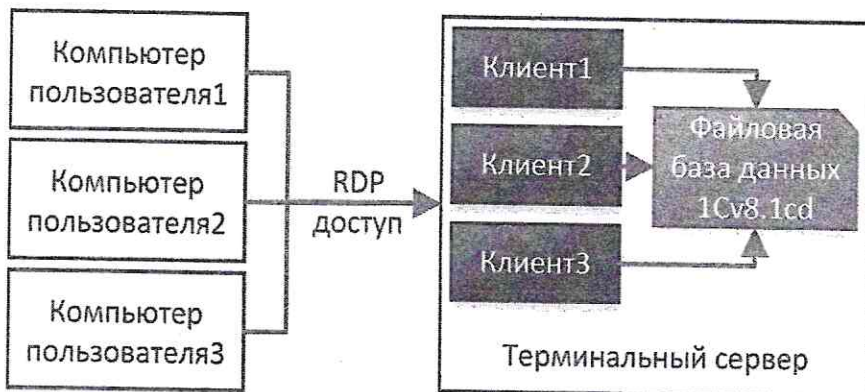 Компьютер
пользователя1
Компьютер
пользователя2
Компьютер
пользователя3
RDP
доступ
Клиент1
Клиент2
Клиент3
Файловая
база данных
1Cv8.1cd
Терминальный сервер